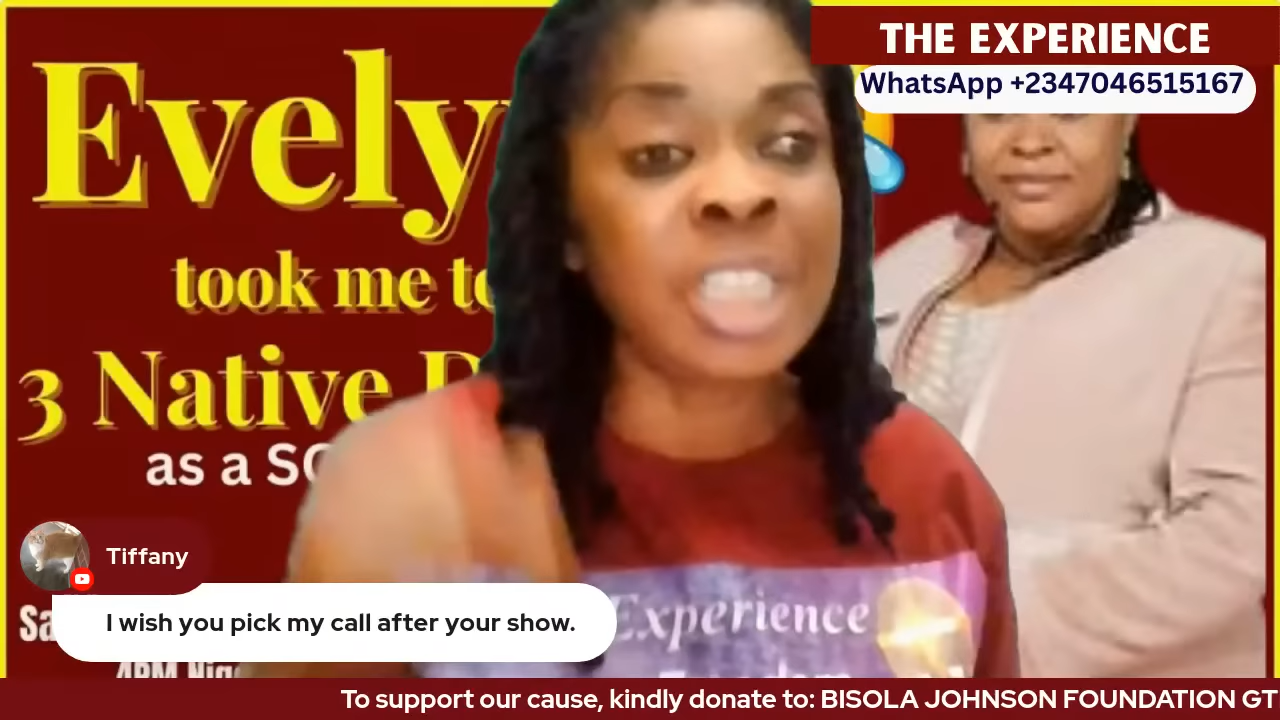 THE EXPERIENCE
WhatsApp +2347046515167
Evely
took me to
3 Native
as a SO
Tiffany
I wish you pick my call after your show.
Experience
4PM
To support our cause, kindly donate to: BISOLA JOHNSON FOUNDATION GT